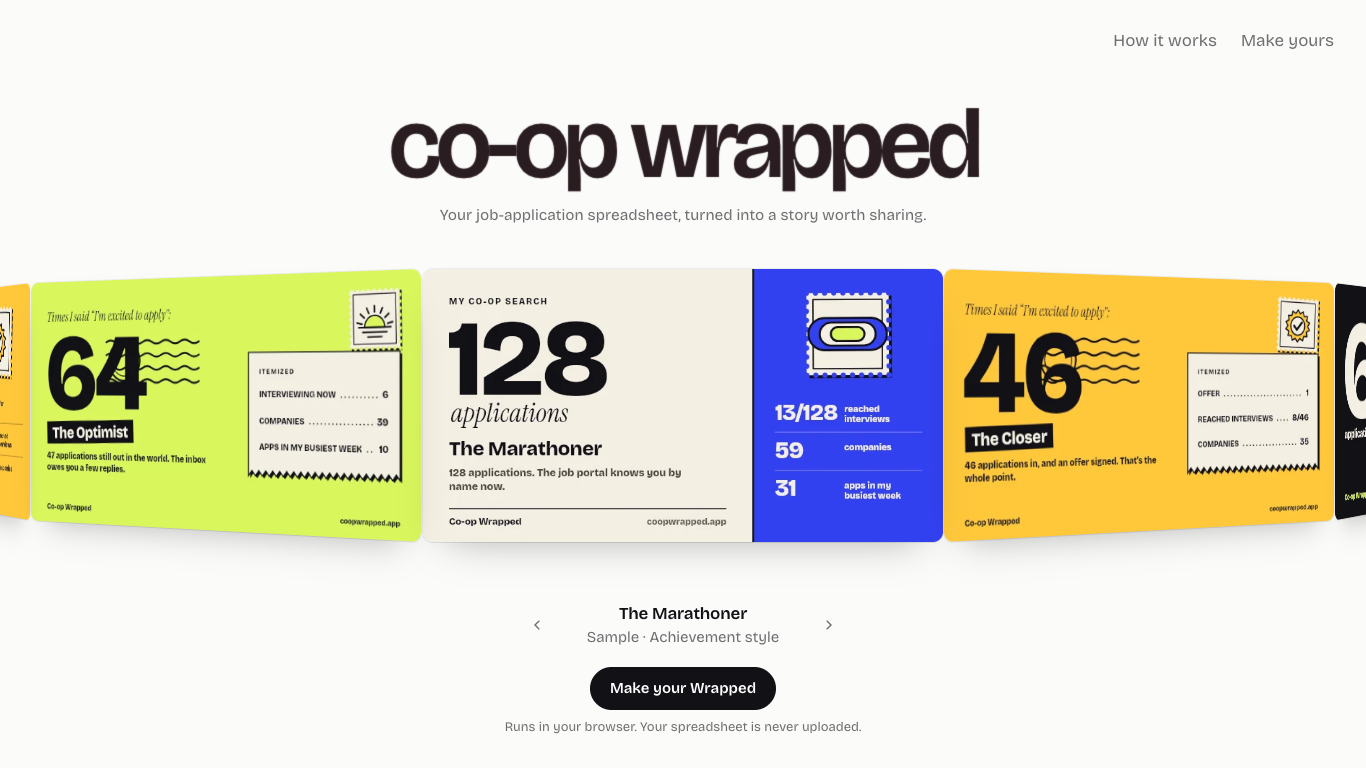 How it works
Make yours
co-op wrapped
Your job-application spreadsheet, turned into a story worth sharing.
Times I said "I'm excited to apply":
64
The Optimist
47 applications still out in the world. The inbox
owes you a few replies.
ITEMIZED
INTERVIEWING NOW .......... 6
COMPANIES .................... 39
APPS IN MY BUSIEST WEEK .. 10
Co-op Wrapped
coopwrapped.app
MY CO-OP SEARCH
128
applications
The Marathoner
128 applications. The job portal knows you by
name now.
Co-op Wrapped
coopwrapped.app
13/128 reached
interviews
59 companies
31 apps in my
busiest week
Times I said "I'm excited to apply":
46
The Closer
46 applications in, and an offer signed. That's the
whole point.
ITEMIZED
OFFER ........................ 1
REACHED INTERVIEWS .... 8/46
COMPANIES .................. 35
Co-op Wrapped
coopwrapped.app
The Marathoner
Sample · Achievement style
Make your Wrapped
Runs in your browser. Your spreadsheet is never uploaded.